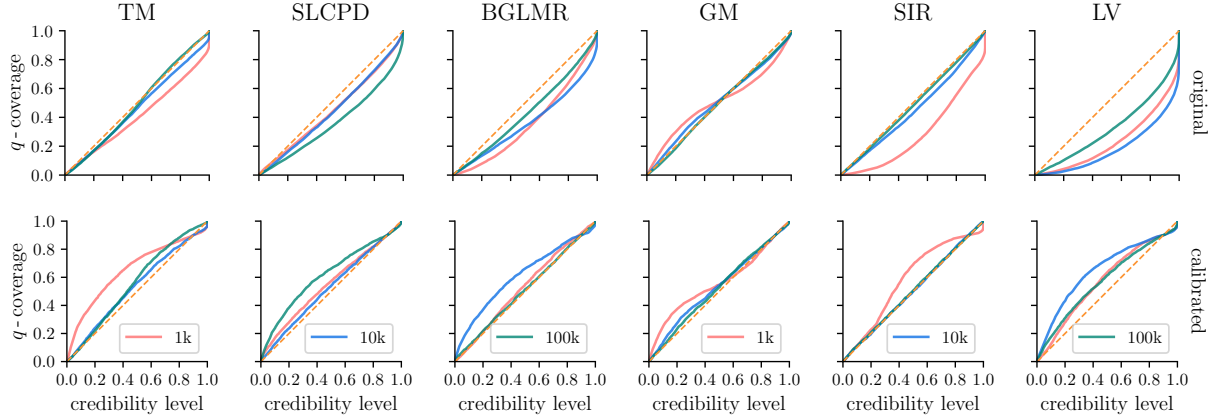 TM SLCPD BGLMR GM SIR LV
1.0
0.8
0.6
0.4
0.2
0.0
q - coverage
original
1.0
0.8
0.6
0.4
0.2
0.0
q - coverage
calibrated
1k 10k 100k 1k 10k 100k
0.0 0.2 0.4 0.6 0.8 1.0 0.0 0.2 0.4 0.6 0.8 1.0 0.0 0.2 0.4 0.6 0.8 1.0 0.0 0.2 0.4 0.6 0.8 1.0 0.0 0.2 0.4 0.6 0.8 1.0 0.0 0.2 0.4 0.6 0.8 1.0
credibility level credibility level credibility level credibility level credibility level credibility level